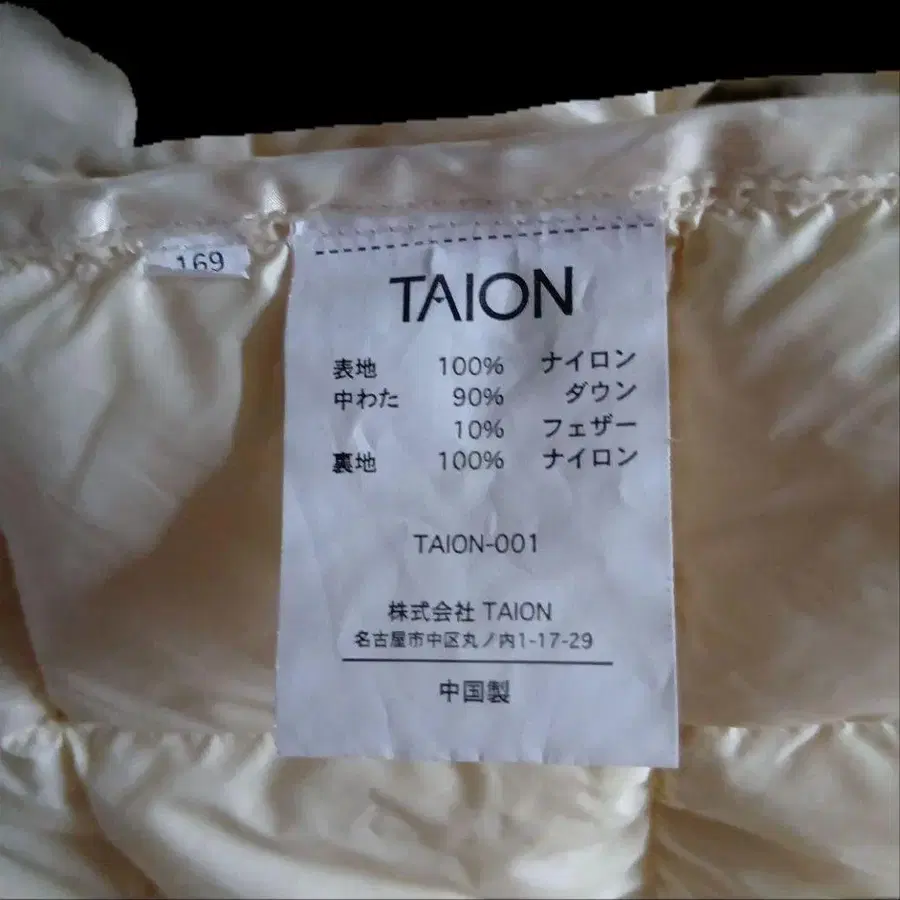 169
TAION
表地 100% ナイロン
中わた 90% ダウン
10% フェザー
裏地 100% ナイロン
TAION-001
株式会社 TAION
名古屋市中区丸ノ内1-17-29
中国製